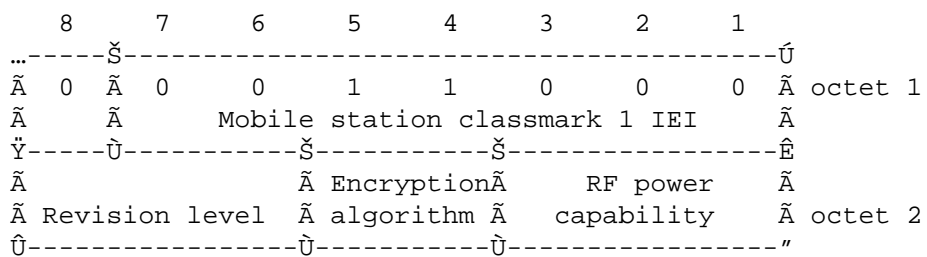 8 7 6 5 4 3 2 1
…-----Š-----------------------------------Ú
Ã 0 Ã 0 0 1 1 0 0 0 Ã octet 1
Ã Ã Mobile station classmark 1 IEI Ã
Ÿ-----Ù-----------Š-----------Š-----------------Ê
Ã Ã EncryptionÃ RF power Ã
Ã Revision level Ã algorithm Ã capability Ã octet 2
Û-----------------Ù-----------Ù-----------------"